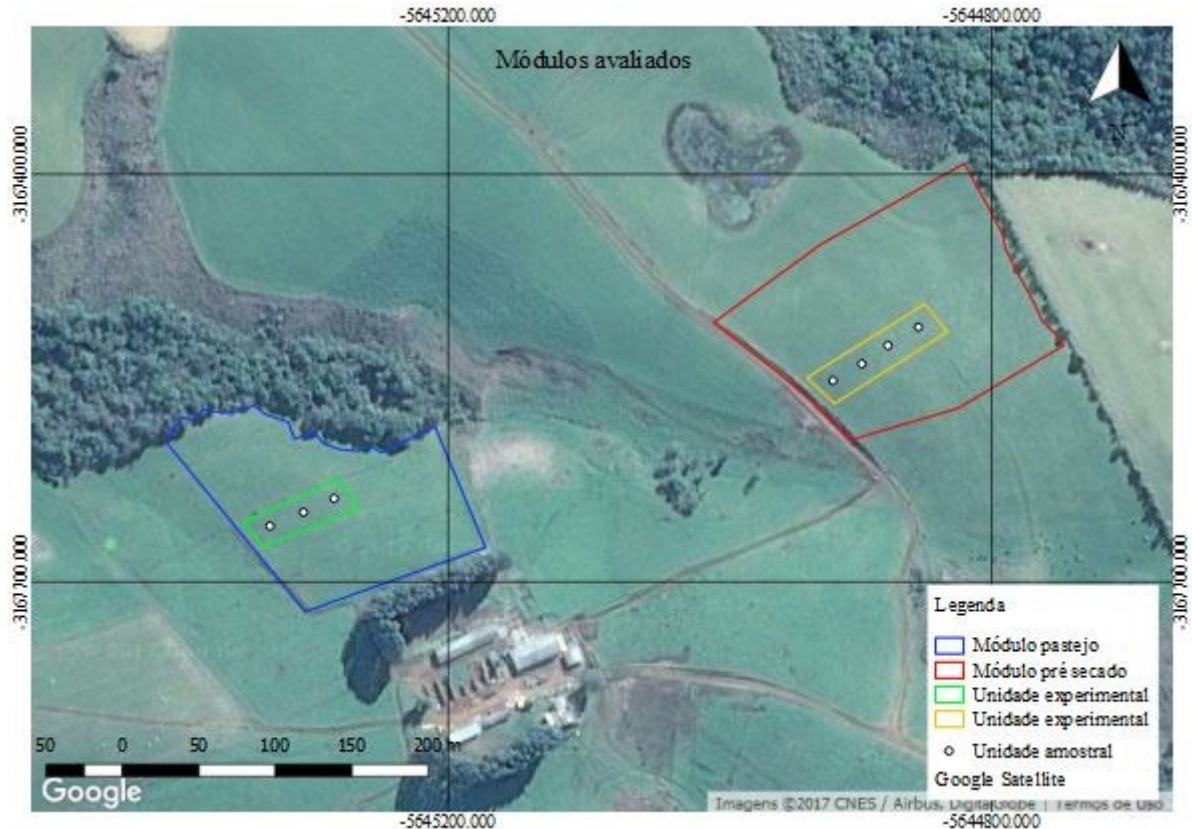 -5645200.000
-5644800.000
Módulos avaliados
N
-3167400.000
-3167400.000
-3167700.000
-3167700.000
Legenda
Módulo pastejo
Módulo pré secado
Unidade experimental
Unidade experimental
Unidade amostral
Google Satellite
50 0 50 100 150 200 m
Google
Imagens ©2017 CNES / Airbus, DigitalGlobe | Termos de Uso
-5645200.000
-5644800.000